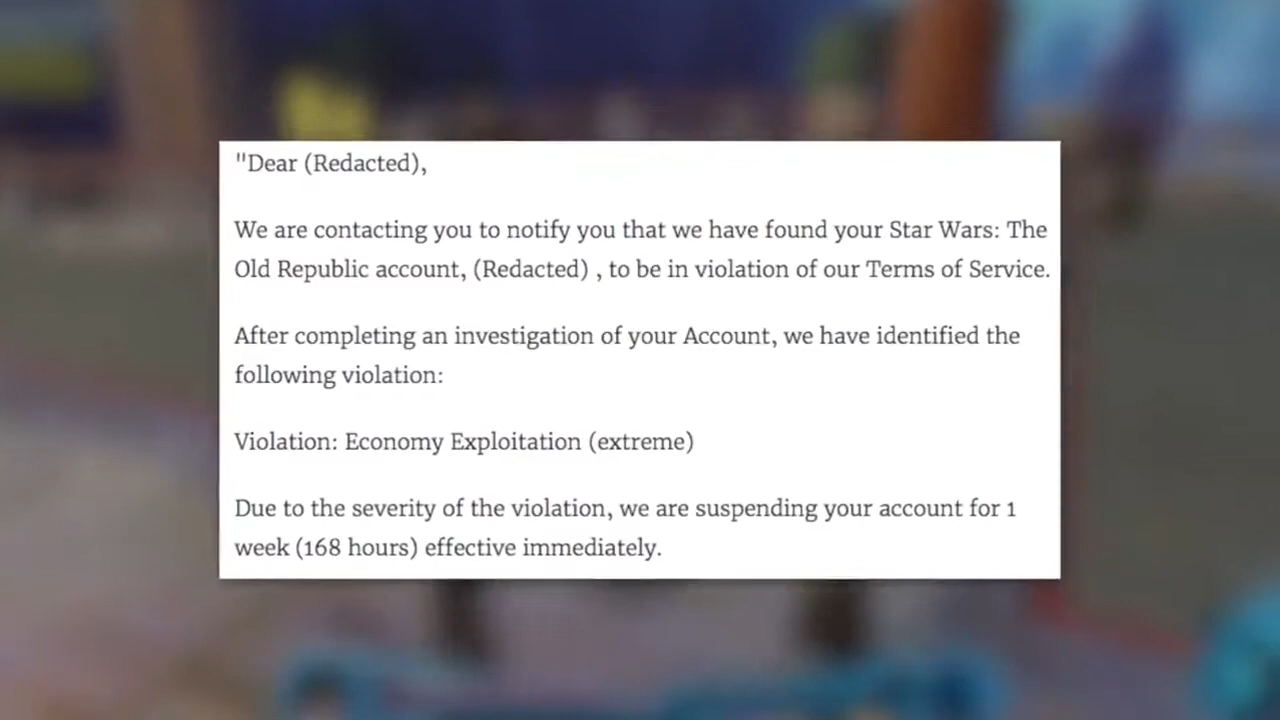 "Dear (Redacted),
We are contacting you to notify you that we have found your Star Wars: The
Old Republic account, (Redacted) , to be in violation of our Terms of Service.
After completing an investigation of your Account, we have identified the
following violation:
Violation: Economy Exploitation (extreme)
Due to the severity of the violation, we are suspending your account for 1
week (168 hours) effective immediately.